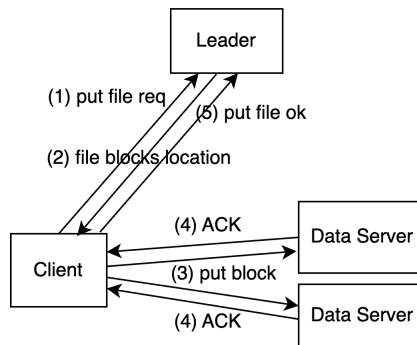 Leader
(1) put file req
(5) put file ok
(2) file blocks location
(4) ACK
Data Server
Client
(3) put block
Data Server
(4) ACK